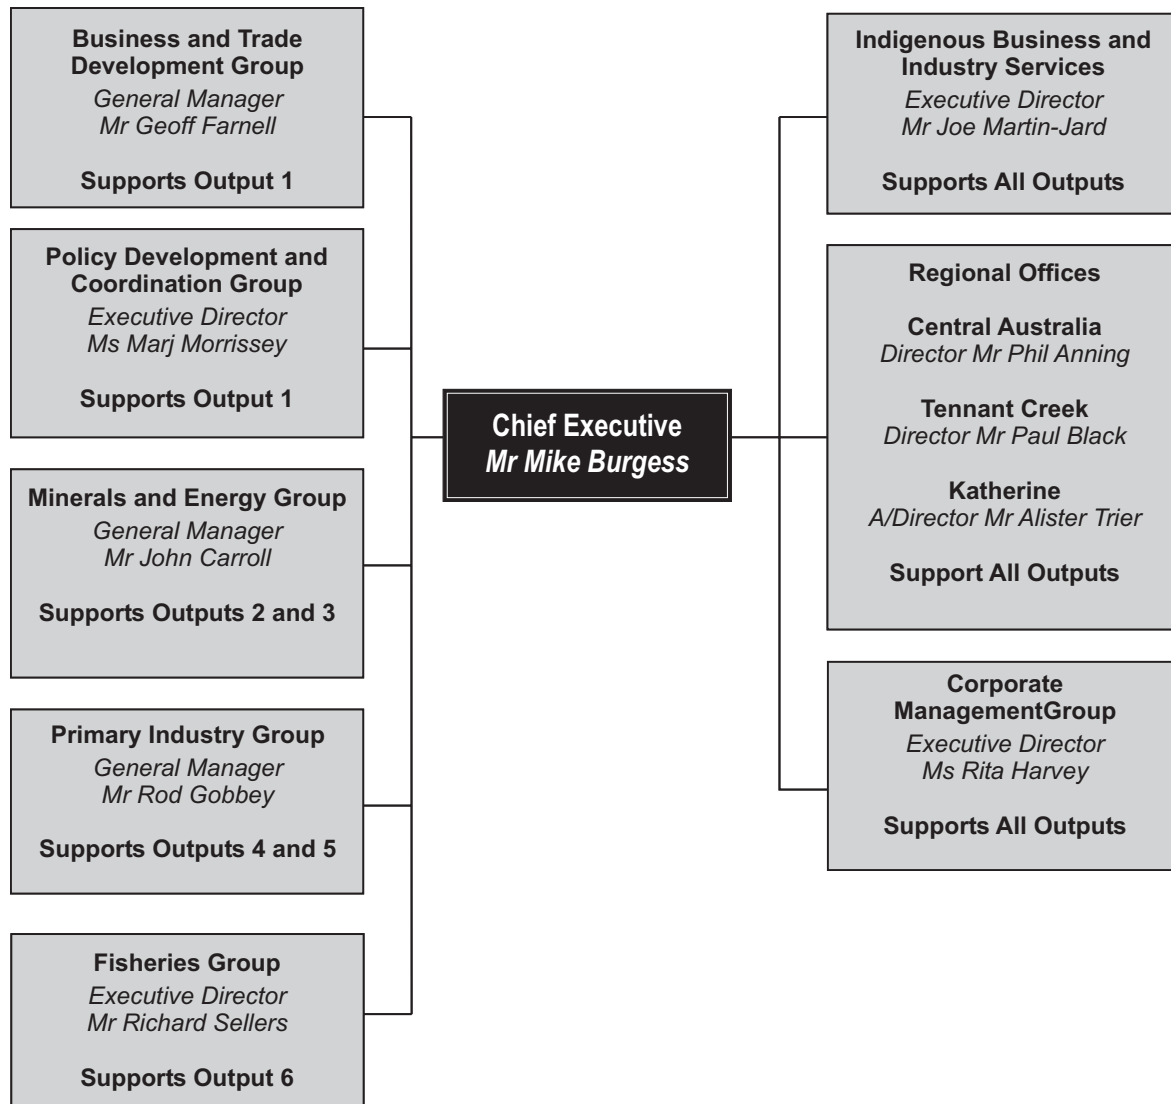 Business and Trade
Development Group
General Manager
Mr Geoff Farnell
Supports Output 1
Policy Development and
Coordination Group
Executive Director
Ms Marj Morrissey
Supports Output 1
Minerals and Energy Group
General Manager
Mr John Carroll
Supports Outputs 2 and 3
Primary Industry Group
General Manager
Mr Rod Gobbey
Supports Outputs 4 and 5
Fisheries Group
Executive Director
Mr Richard Sellers
Supports Output 6
Chief Executive
Mr Mike Burgess
Indigenous Business and
Industry Services
Executive Director
Mr Joe Martin-Jard
Supports All Outputs
Regional Offices
Central Australia
Director Mr Phil Anning
Tennant Creek
Director Mr Paul Black
Katherine
A/Director Mr Alister Trier
Support All Outputs
Corporate
ManagementGroup
Executive Director
Ms Rita Harvey
Supports All Outputs